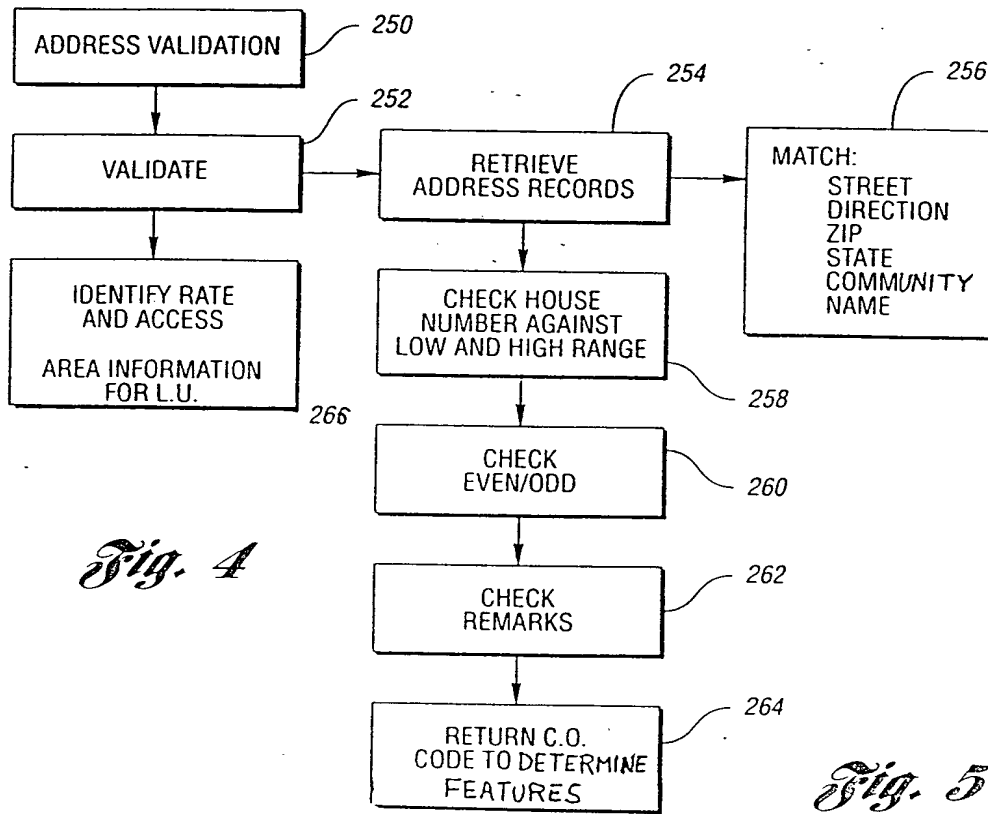 ADDRESS VALIDATION
250
VALIDATE
252
IDENTIFY RATE
AND ACCESS
AREA INFORMATION
FOR L.U.
266
RETRIEVE
ADDRESS RECORDS
254
MATCH:
STREET
DIRECTION
ZIP
STATE
COMMUNITY
NAME
256
CHECK HOUSE
NUMBER AGAINST
LOW AND HIGH RANGE
258
CHECK
EVEN/ODD
260
CHECK
REMARKS
262
RETURN C.O.
CODE TO DETERMINE
FEATURES
264
Fig. 4
Fig. 5